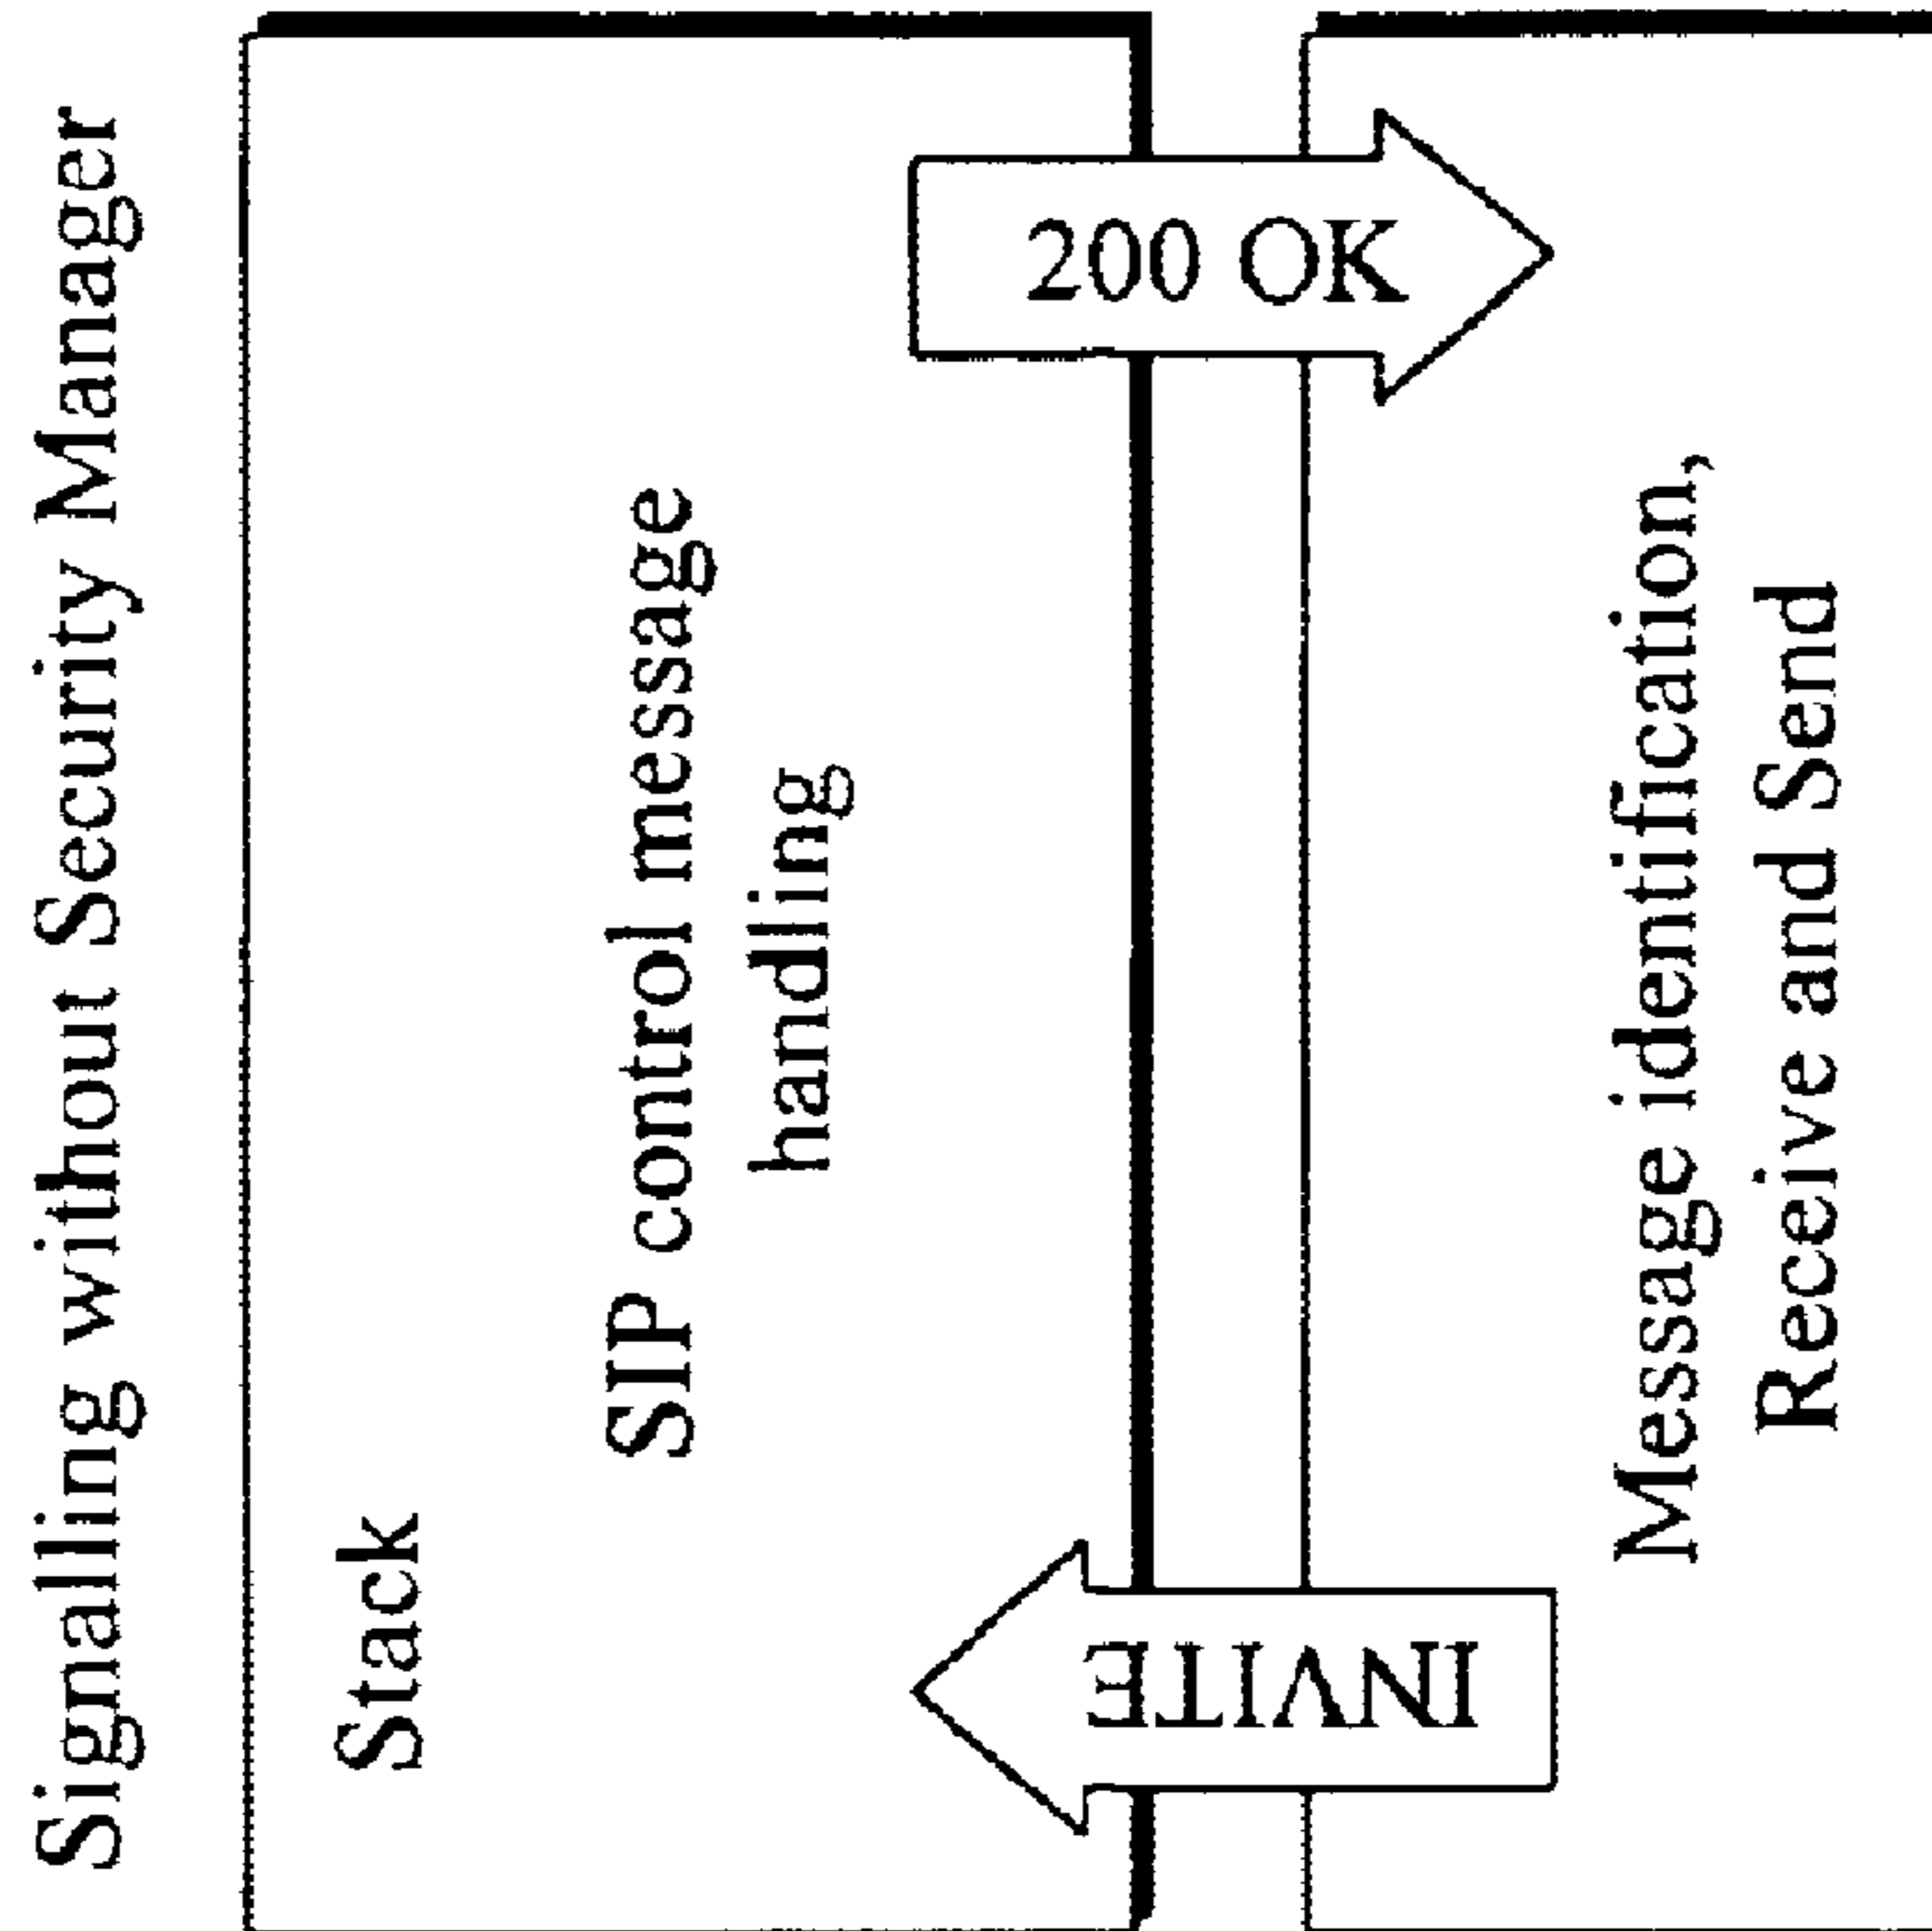 Signalling without Security Manager
Stack
SIP control message
handling
INVITE
200 OK
Message identification,
Receive and Send